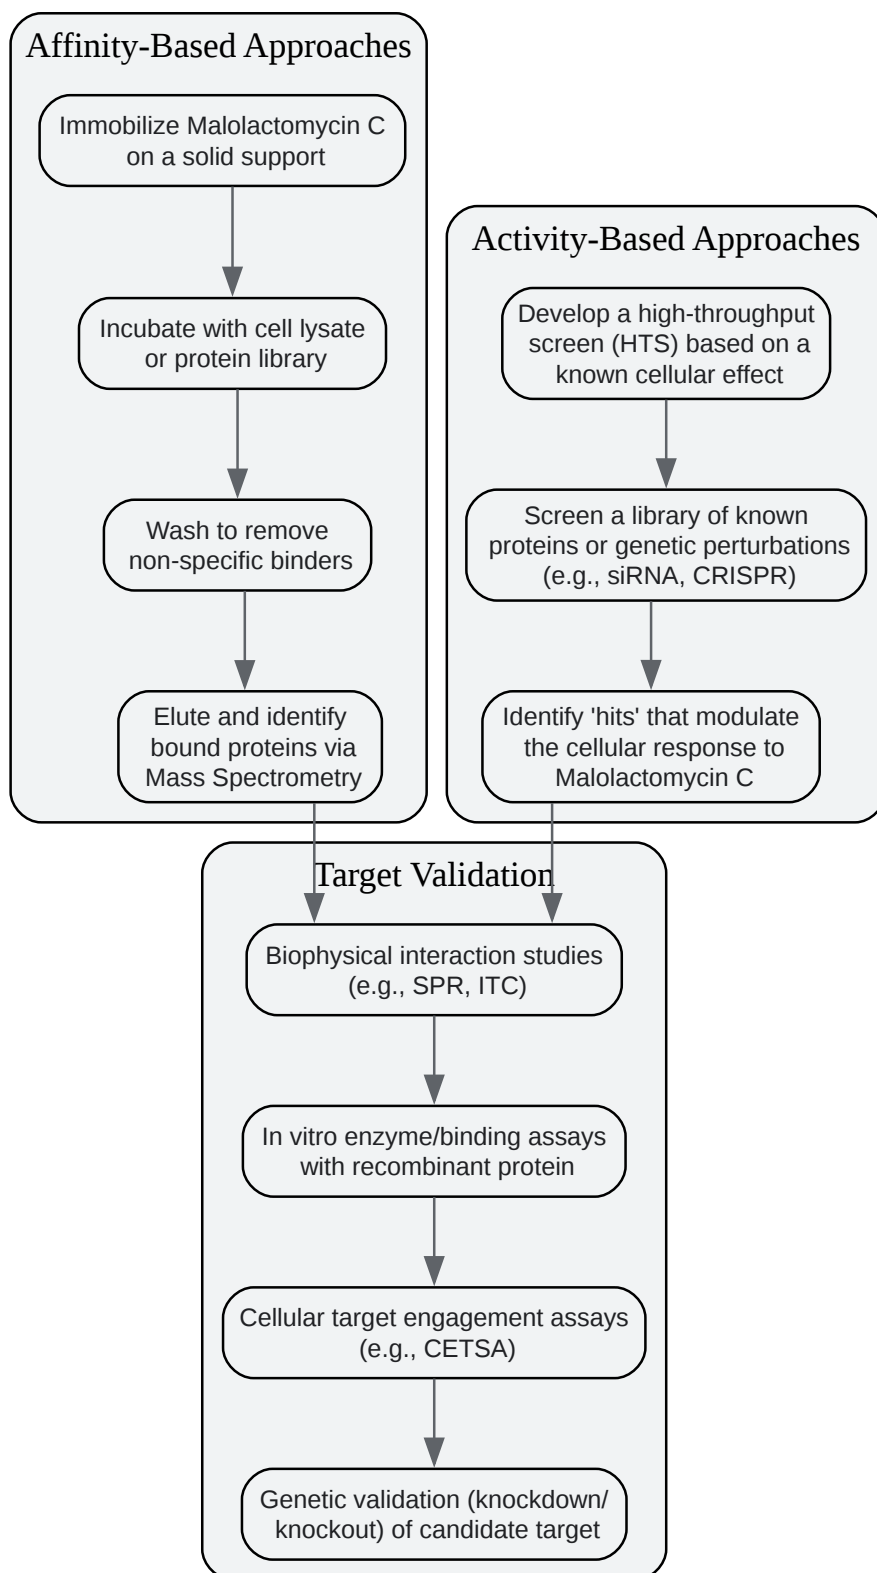 Affinity-Based Approaches
Immobilize Malolactomycin C
on a solid support
Incubate with cell lysate
or protein library
Wash to remove
non-specific binders
Elute and identify
bound proteins via
Mass Spectrometry
Activity-Based Approaches
Develop a high-throughput
screen (HTS) based on a
known cellular effect
Screen a library of known
proteins or genetic perturbations
(e.g., siRNA, CRISPR)
Identify 'hits' that modulate
the cellular response to
Malolactomycin C
Target Validation
Biophysical interaction studies
(e.g., SPR, ITC)
In vitro enzyme/binding assays
with recombinant protein
Cellular target engagement assays
(e.g., CETSA)
Genetic validation (knockdown/
knockout) of candidate target